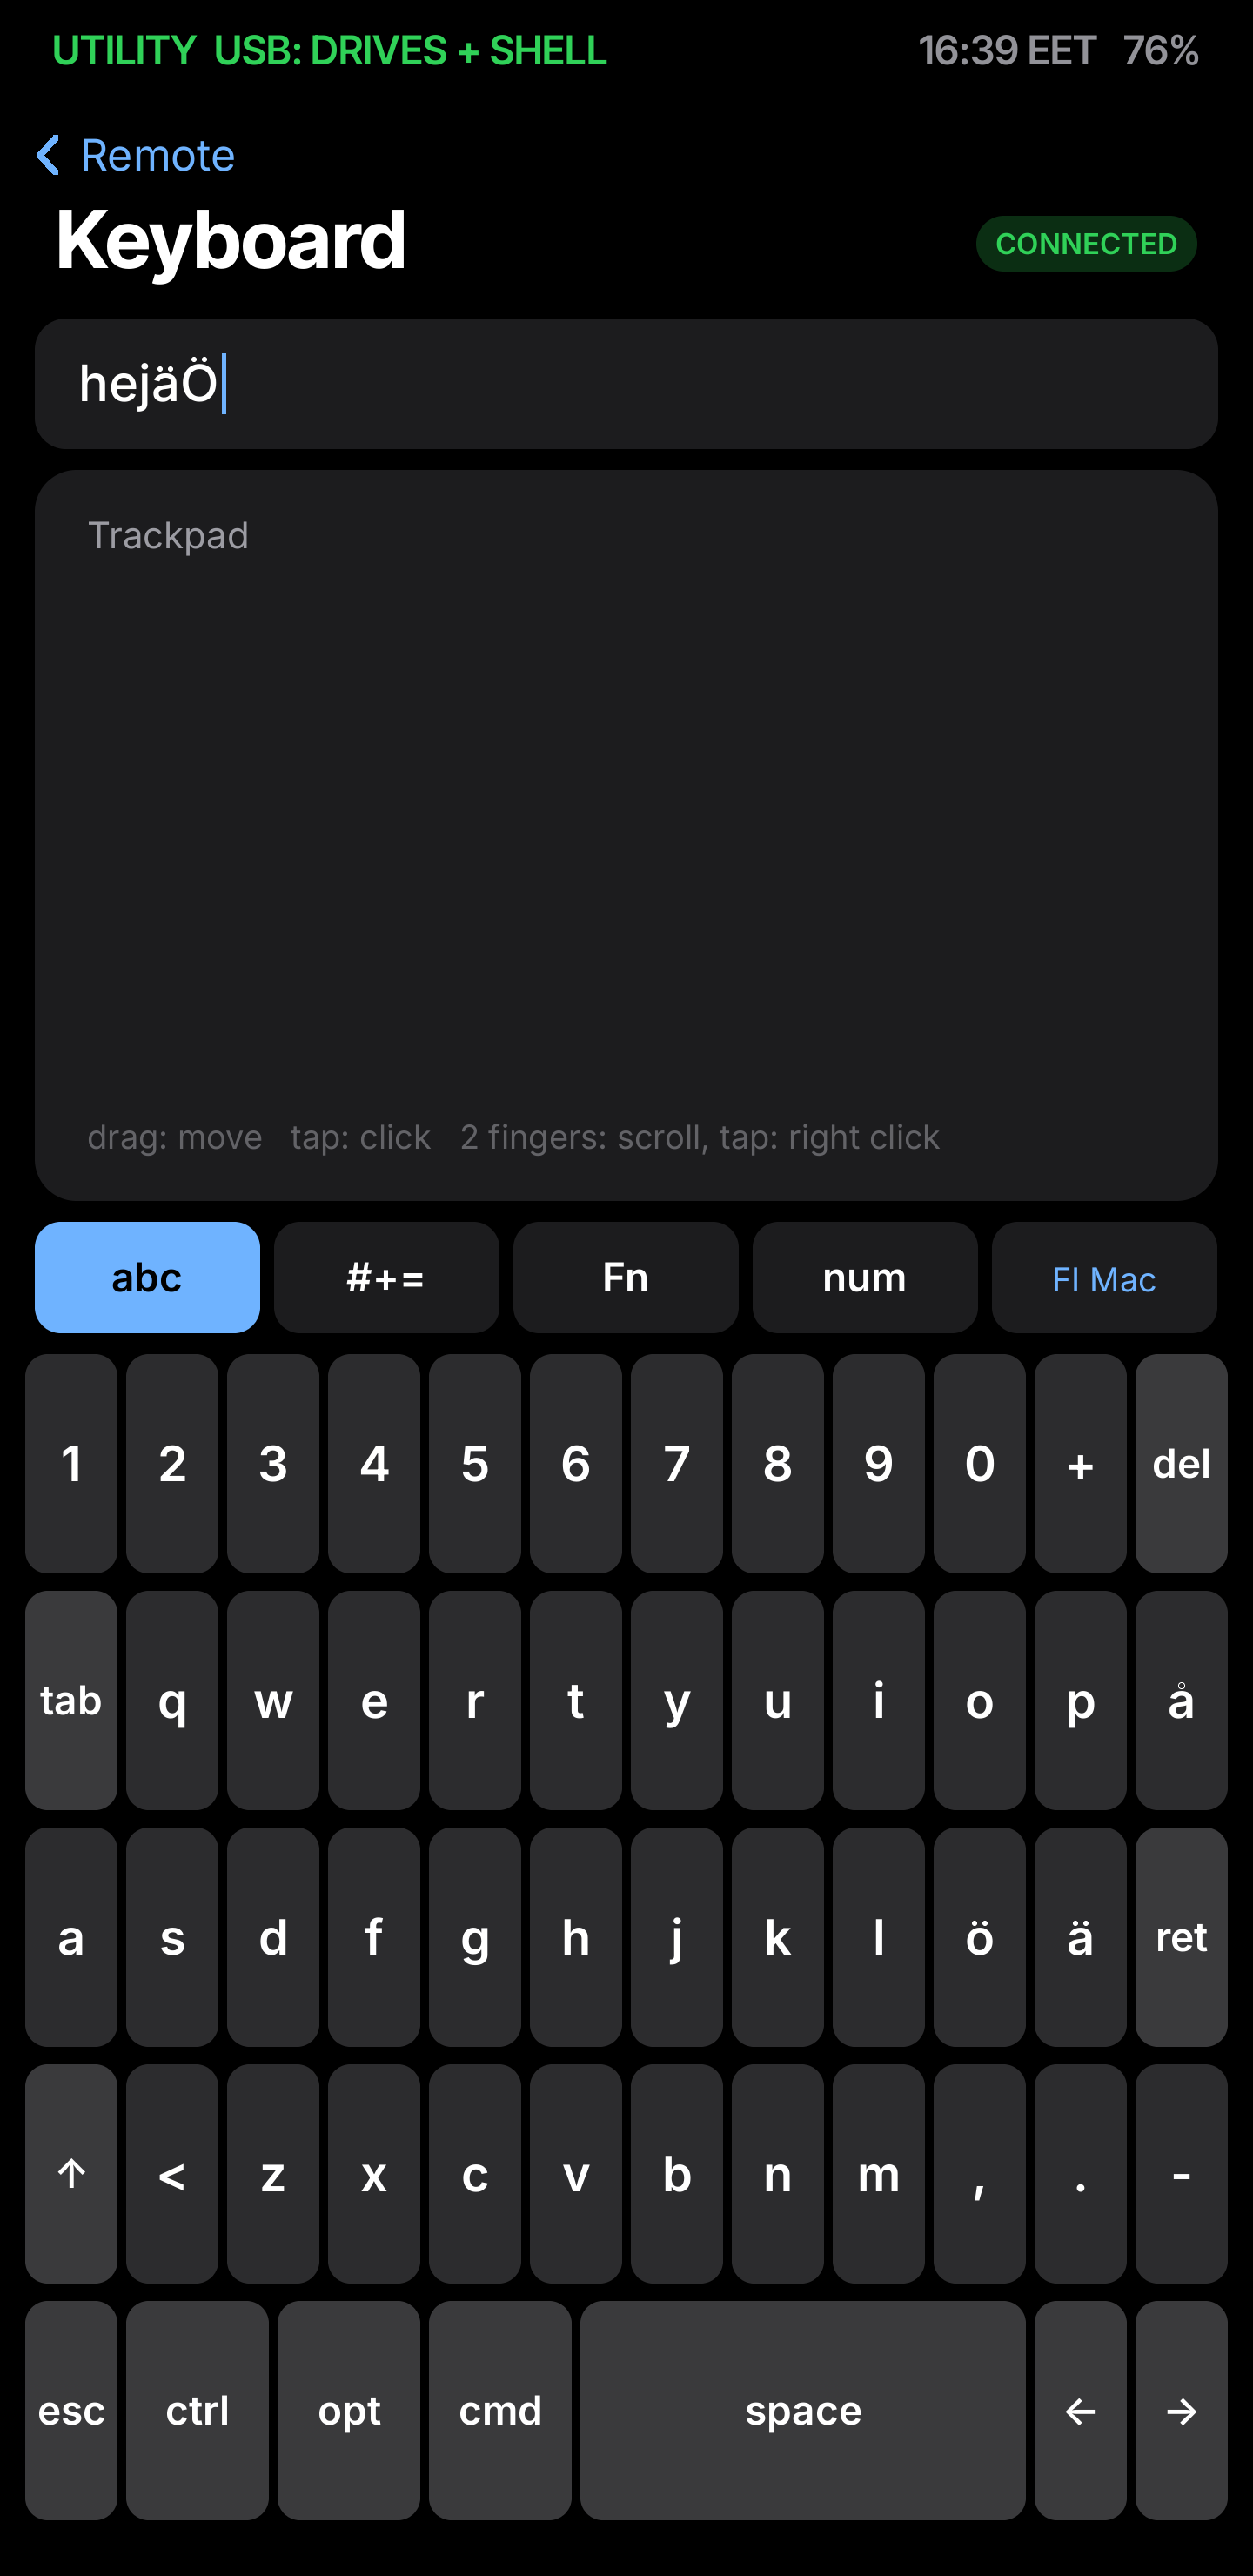 UTILITY USB: DRIVES + SHELL 16:39 EET 76%
Remote
Keyboard CONNECTED
hejäÖ
Trackpad
drag: move tap: click 2 fingers: scroll, tap: right click
abc #+= Fn num FI Mac
1 2 3 4 5 6 7 8 9 0 + del
tab q w e r t y u i o p å
a s d f g h j k l ö ä ret
↑ < z x c v b n m , . -
esc ctrl opt cmd space ← →